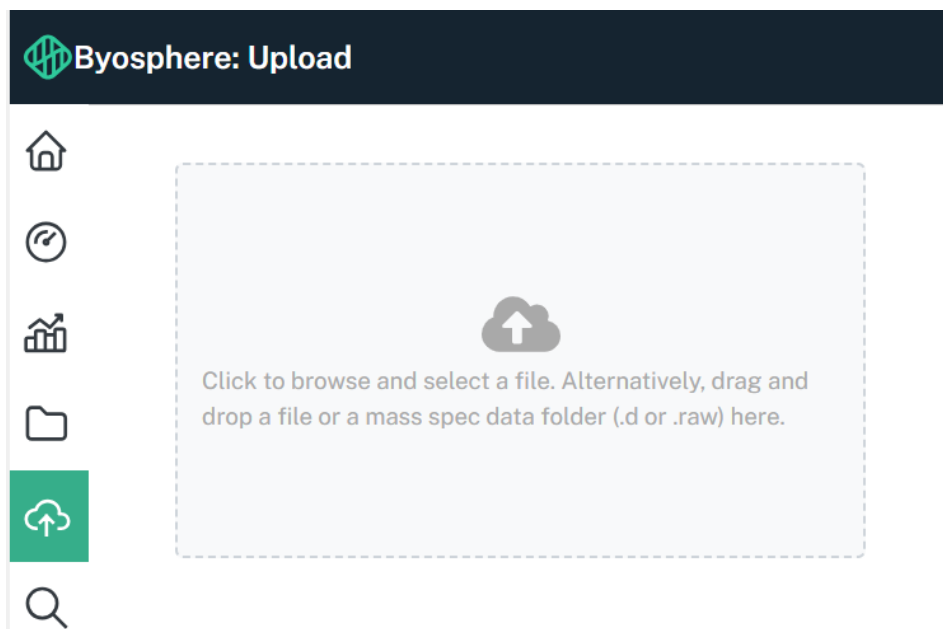 Byosphere: Upload
Click to browse and select a file. Alternatively, drag and
drop a file or a mass spec data folder (.d or .raw) here.